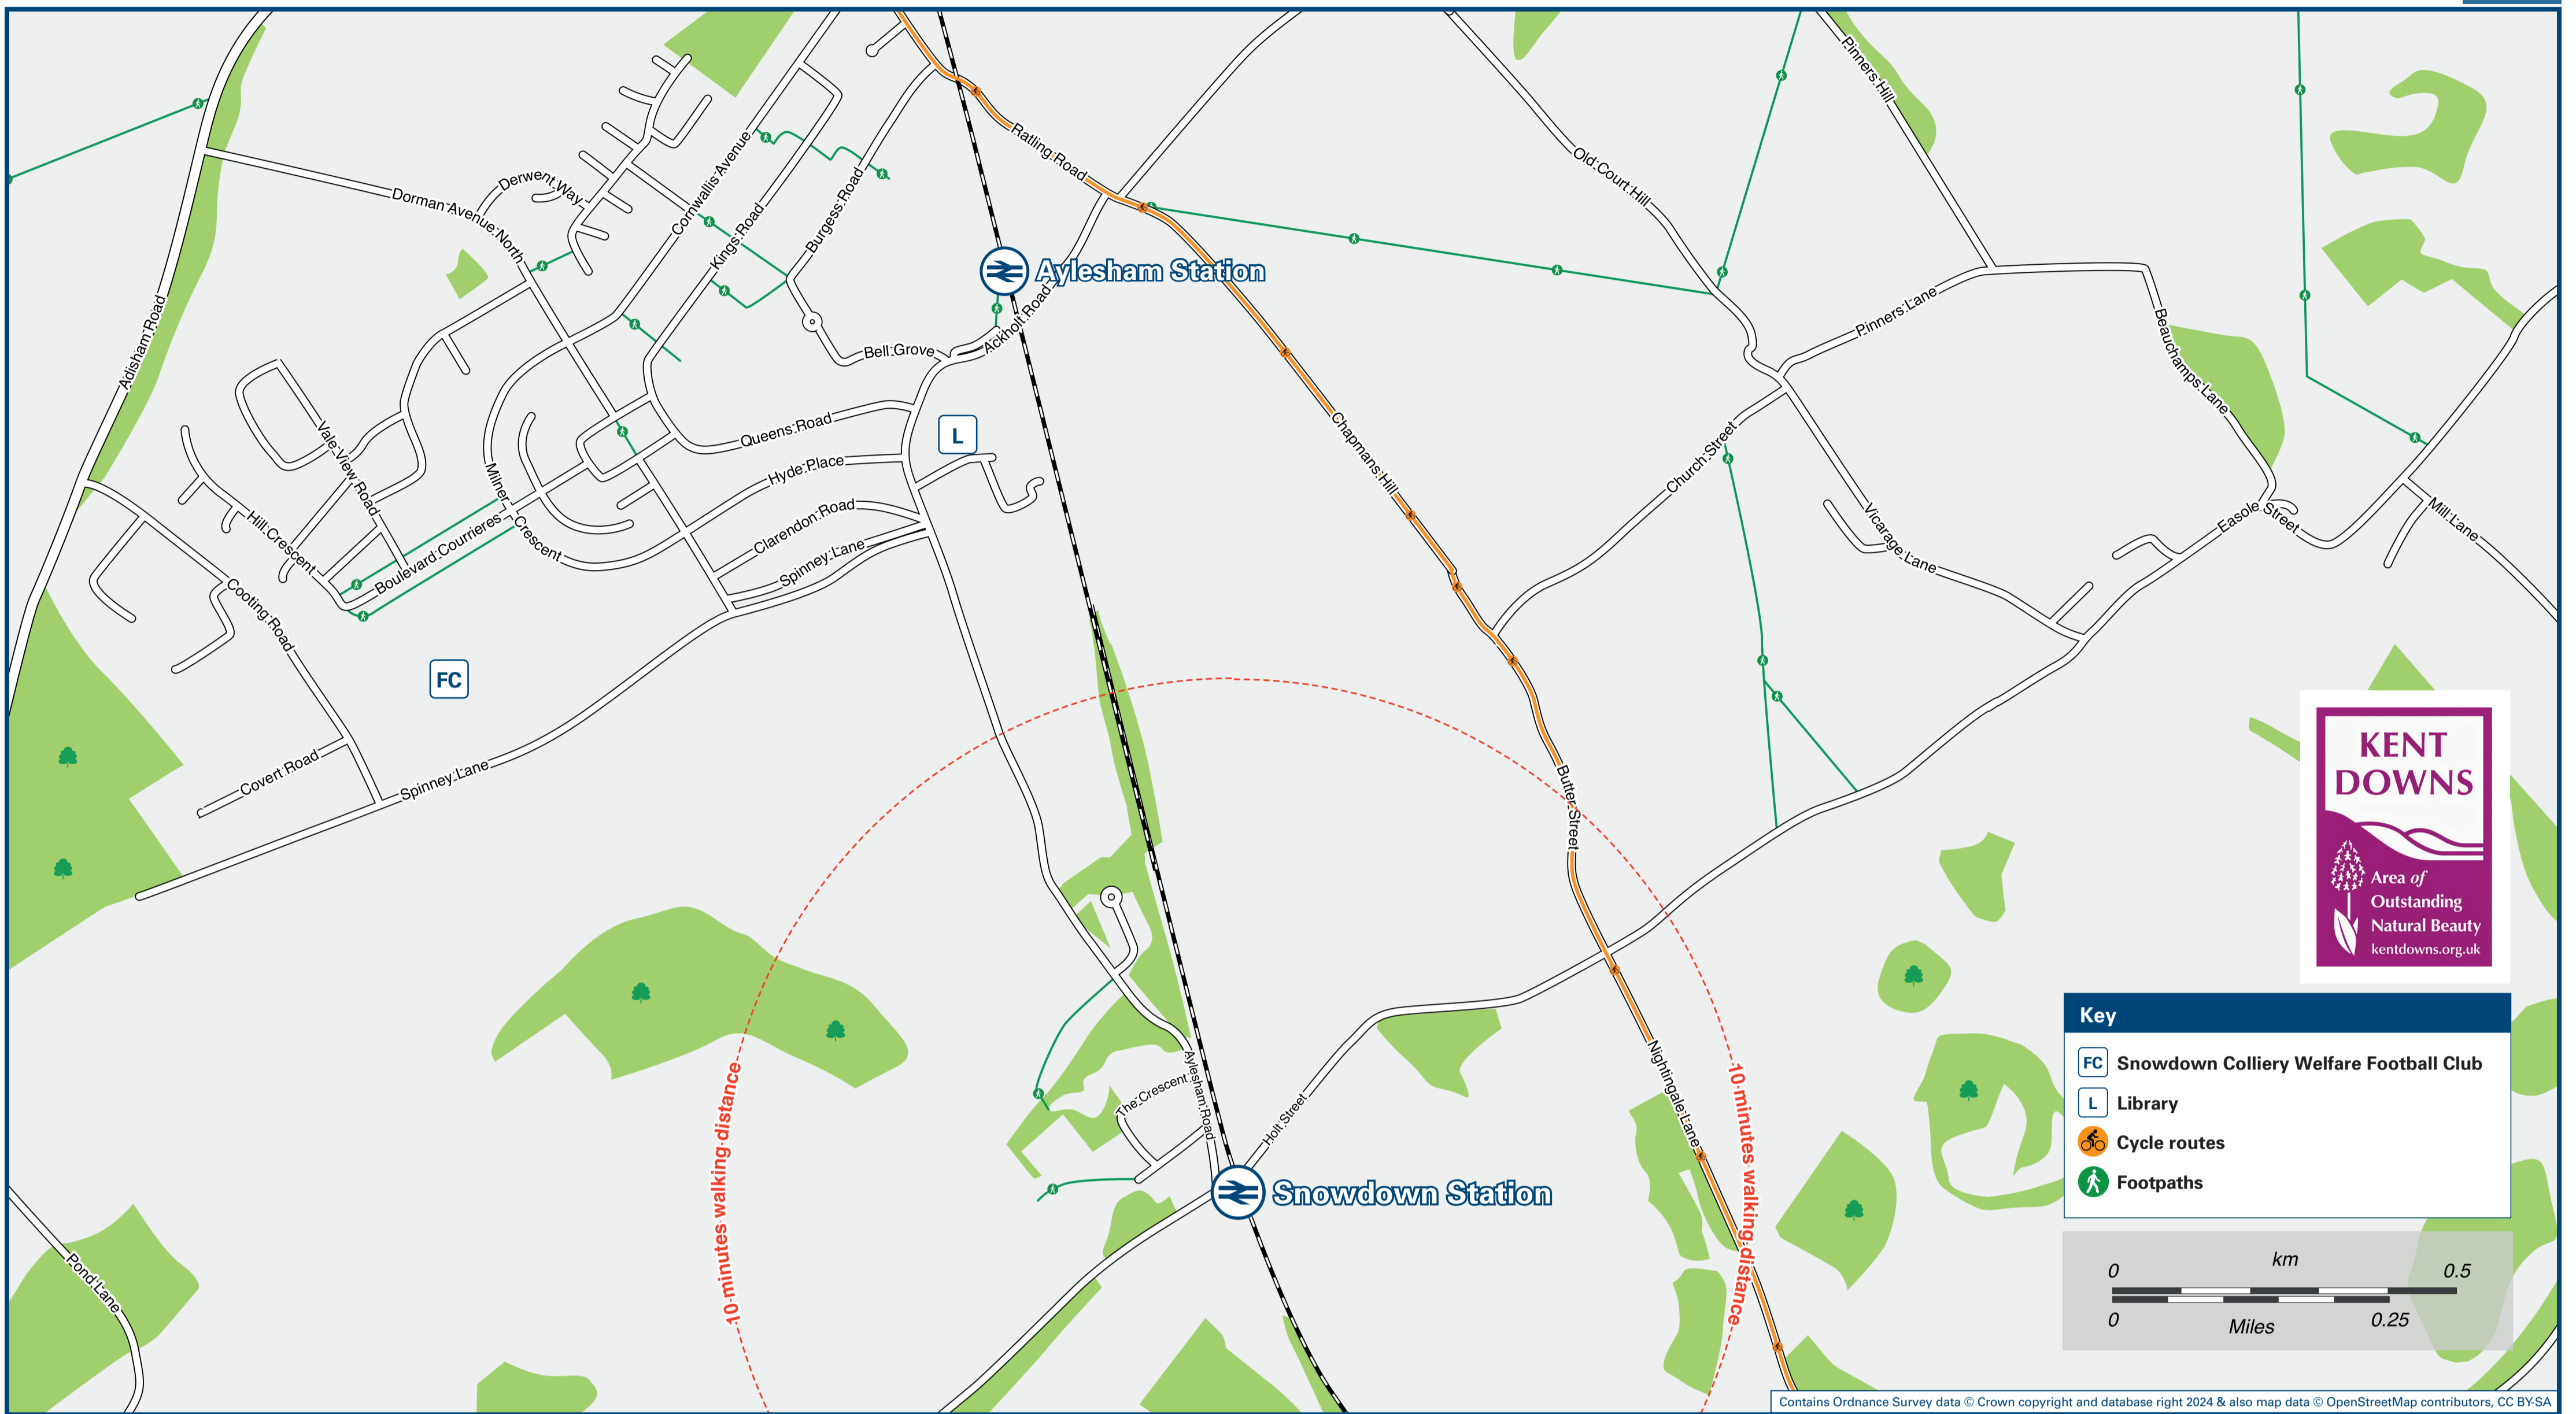 Pinners Hill
Ratling Road
Old Court Hill
Cornwallis Avenue
Derwent Way
Dorman Avenue North
Kings Road
Burgess Road
Aylesham Station
Ackholt Road
Pinners Lane
Adisham Road
Bell Grove
Beauchamps Lane
Queens Road
L
Chapmans Hill
Church Street
Vale View Road
Hyde Place
Milner Crescent
Clarendon Road
Hill Crescent
Boulevard Courrieres
Spinney Lane
Vicarage Lane
Easole Street
Mill Lane
Cooting Road
FC
Covert Road
Spinney Lane
Butter Street
KENT
DOWNS
Area of
Outstanding
Natural Beauty
kentdowns.org.uk
Key
FC Snowdown Colliery Welfare Football Club
L Library
Cycle routes
Footpaths
Nightingale Lane
Aylesham Road
The Crescent
Holt Street
10 minutes walking distance
10 minutes walking distance
Snowdown Station
Pond Lane
km
0 0.5
0 0.25
Miles
Contains Ordnance Survey data © Crown copyright and database right 2024 & also map data © OpenStreetMap contributors, CC BY-SA